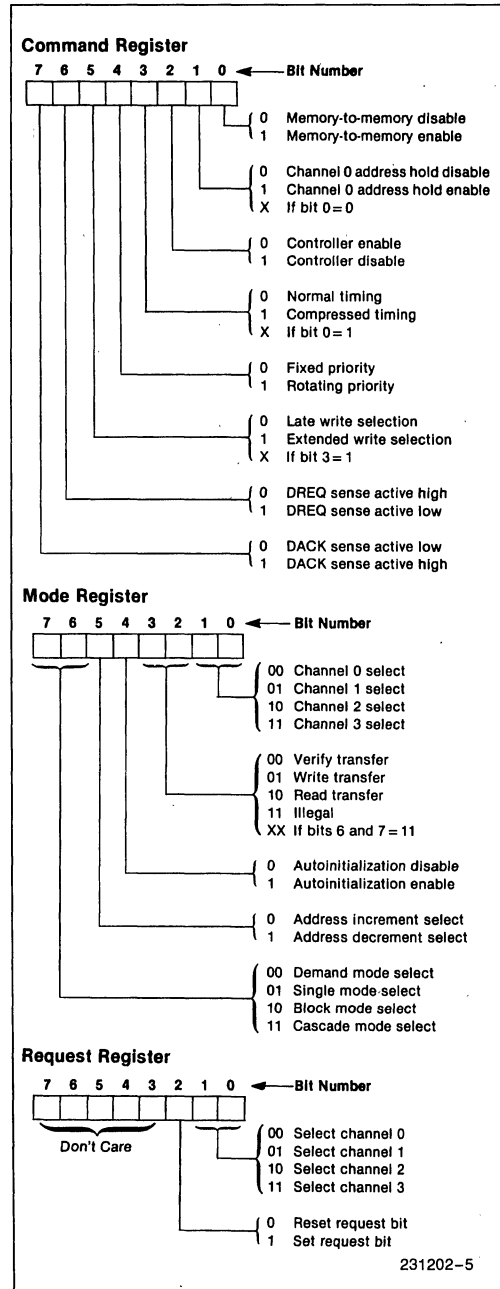 Command Register
7 6 5 4 3 2 1 0 Bit Number
0 Memory-to-memory disable
1 Memory-to-memory enable
0 Channel 0 address hold disable
1 Channel 0 address hold enable
X If bit 0=0
0 Controller enable
1 Controller disable
0 Normal timing
1 Compressed timing
X If bit 0=1
0 Fixed priority
1 Rotating priority
0 Late write selection
1 Extended write selection
X If bit 3=1
0 DREQ sense active high
1 DREQ sense active low
0 DACK sense active low
1 DACK sense active high
Mode Register
7 6 5 4 3 2 1 0 Bit Number
00 Channel 0 select
01 Channel 1 select
10 Channel 2 select
11 Channel 3 select
00 Verify transfer
01 Write transfer
10 Read transfer
11 Illegal
XX If bits 6 and 7=11
0 Autoinitialization disable
1 Autoinitialization enable
0 Address increment select
1 Address decrement select
00 Demand mode select
01 Single mode select
10 Block mode select
11 Cascade mode select
Request Register
7 6 5 4 3 2 1 0 Bit Number
Don't Care
00 Select channel 0
01 Select channel 1
10 Select channel 2
11 Select channel 3
0 Reset request bit
1 Set request bit
231202-5